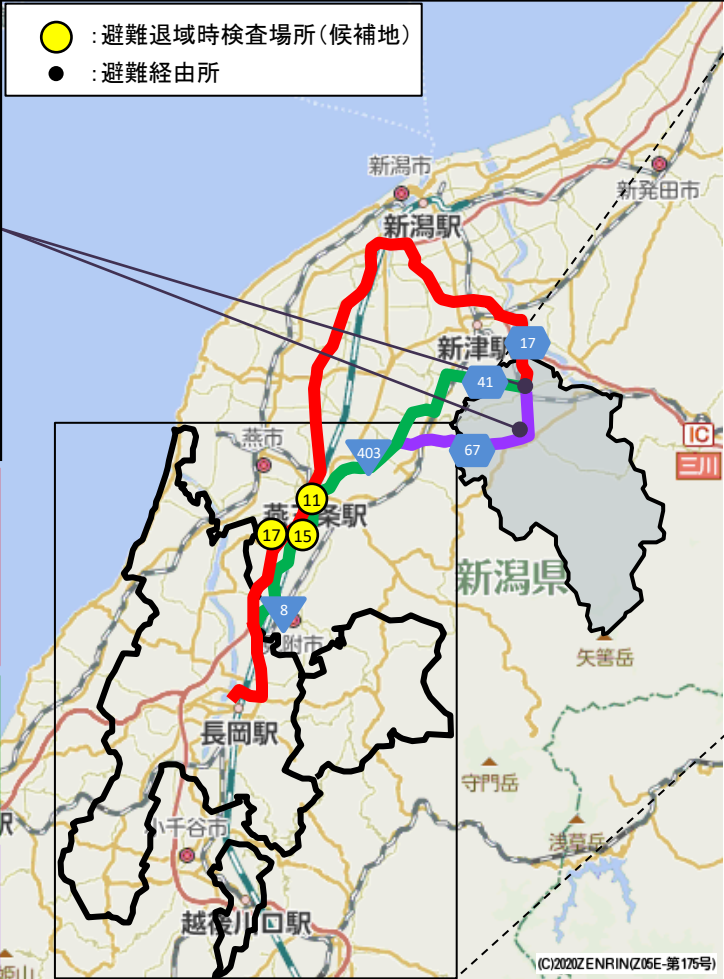 ：避難退域時検査場所（候補地）
：避難経由所
新潟市
新発田市
新潟駅
新津駅
17
41
IC
三川
燕市
403
67
11
燕三条駅
17
15
新潟県
8
見附市
矢筈岳
長岡駅
守門岳
駅
小千谷市
浅草岳
越後川口駅
(C)2020ZENRIN(Z05E-第175号)